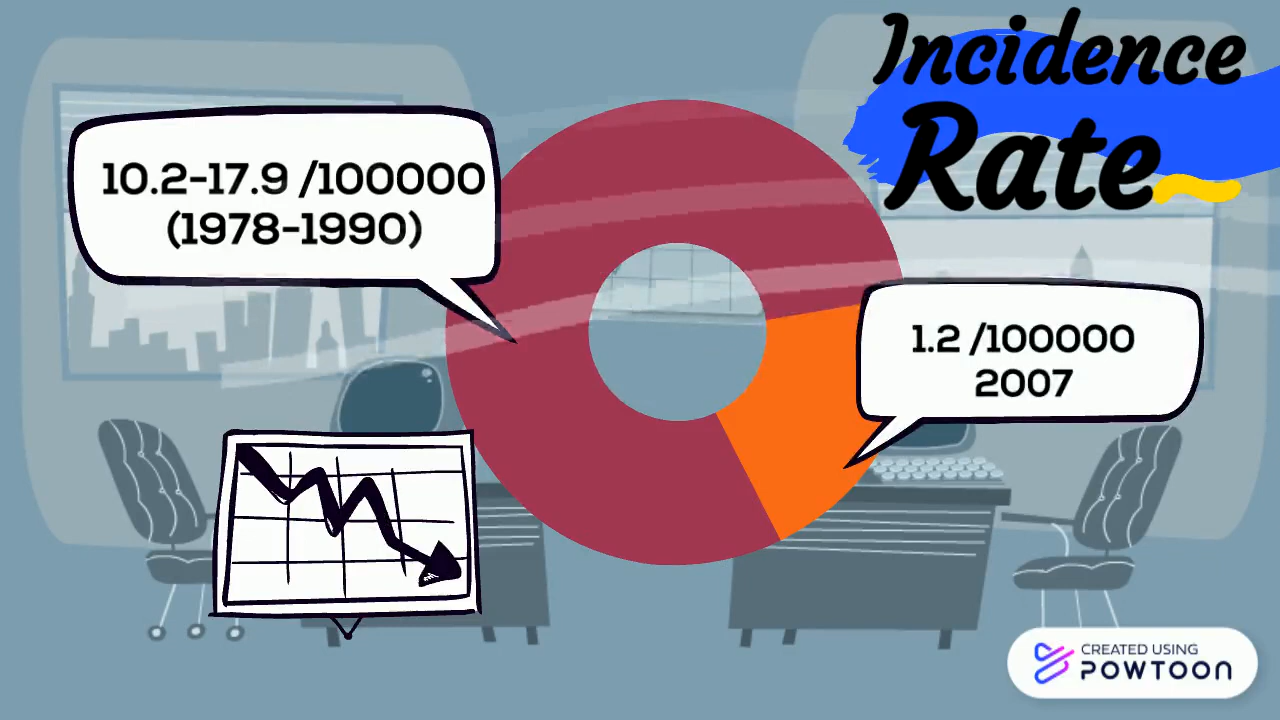 Incidence
Rate
10.2-17.9 /100000
(1978-1990)
1.2 /100000
2007
CREATED USING
POWTOON